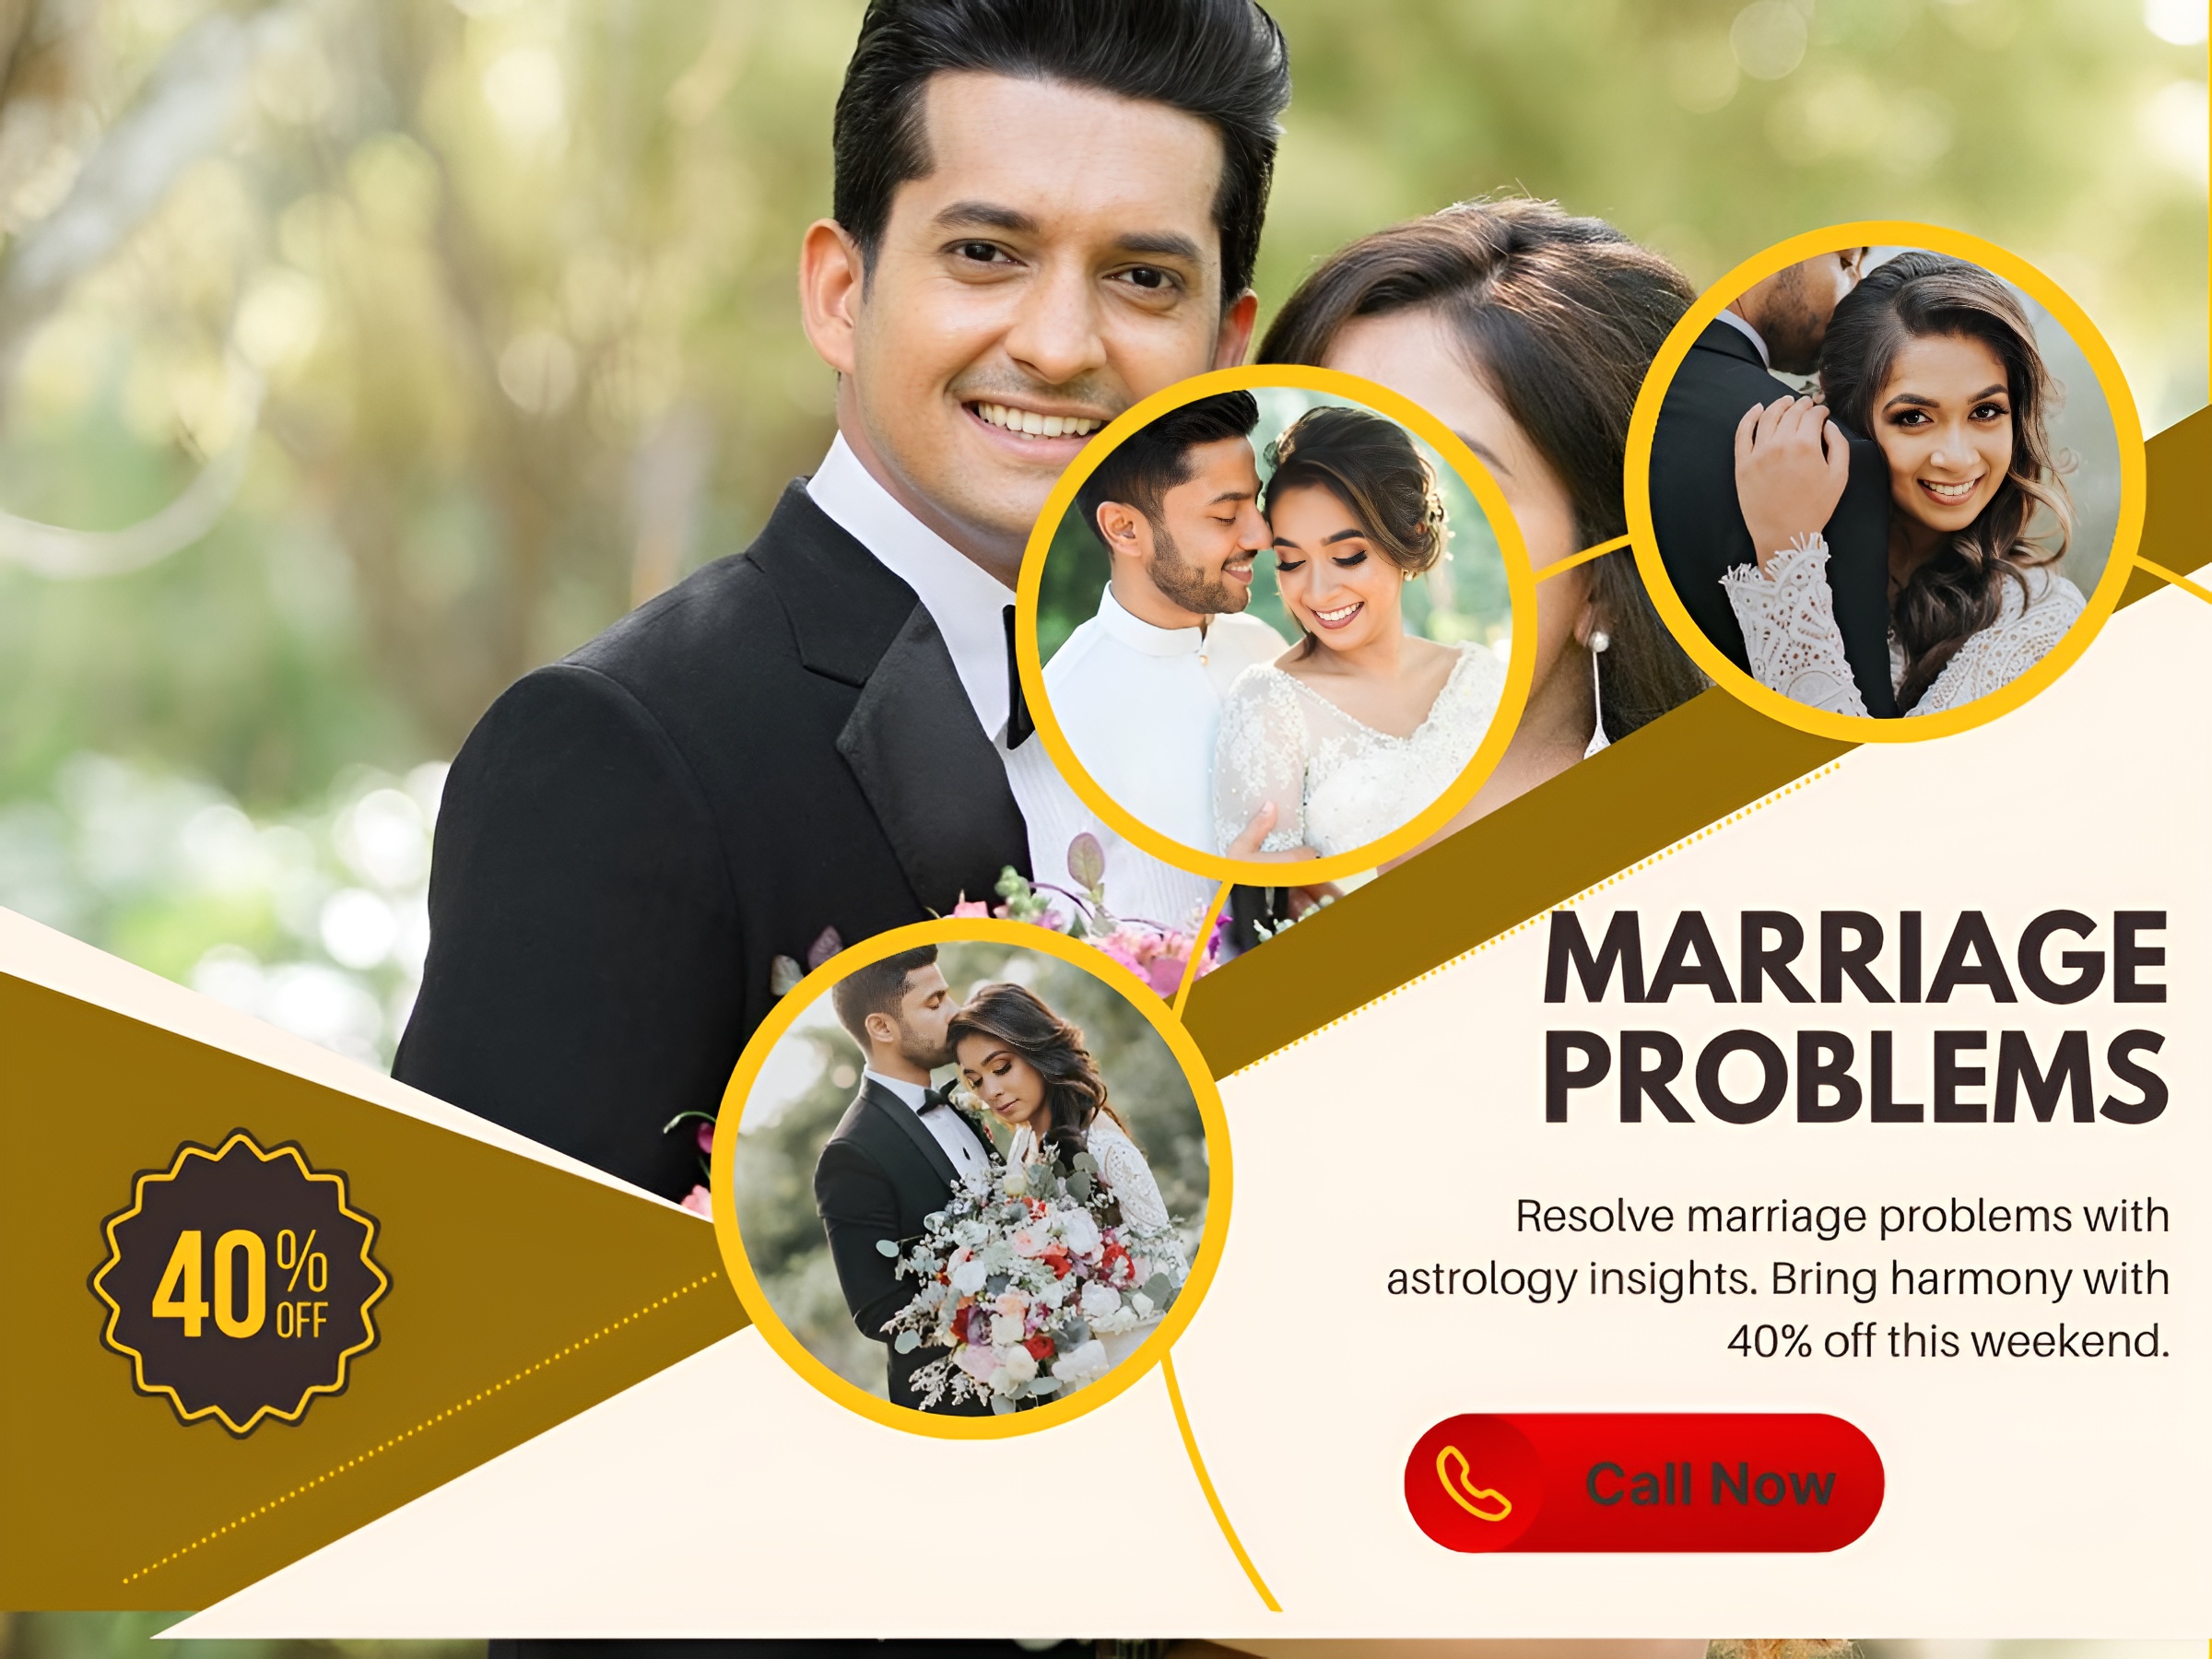 MARRIAGE
PROBLEMS
Resolve marriage problems with
astrology insights. Bring harmony with
40% off this weekend.
40% OFF
Call Now